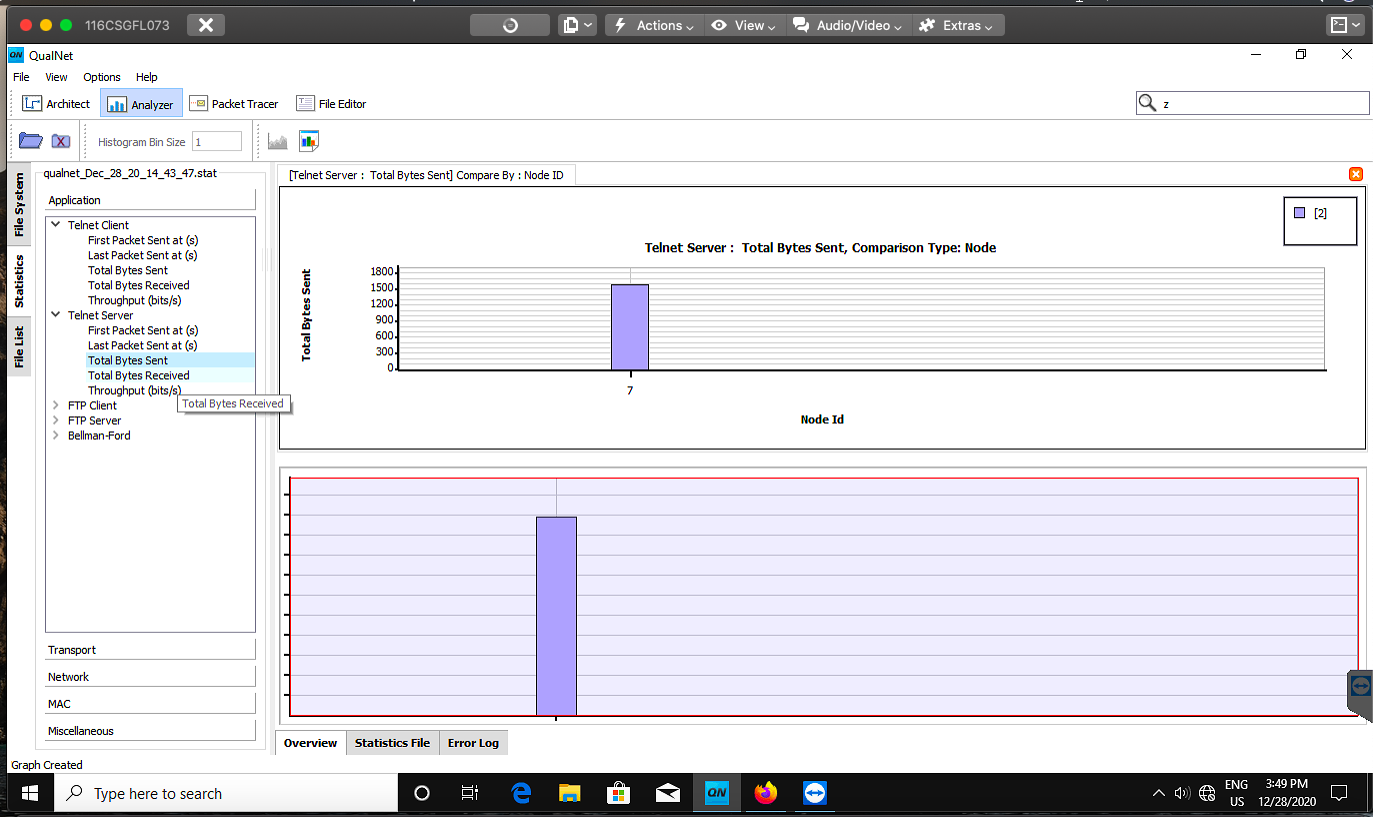 116CSGFL073
Actions
View
Audio/Video
Extras
QN QualNet
File View Options Help
Architect Analyzer Packet Tracer File Editor
z
Histogram Bin Size 1
File System
Statistics
File List
qualnet_Dec_28_20_14_43_47.stat
Application
Telnet Client
First Packet Sent at (s)
Last Packet Sent at (s)
Total Bytes Sent
Total Bytes Received
Throughput (bits/s)
Telnet Server
First Packet Sent at (s)
Last Packet Sent at (s)
Total Bytes Sent
Total Bytes Received
Throughput (bits/s)
Total Bytes Received
FTP Client
FTP Server
Bellman-Ford
Transport
Network
MAC
Miscellaneous
[Telnet Server : Total Bytes Sent] Compare By : Node ID
[2]
Telnet Server : Total Bytes Sent, Comparison Type: Node
Total Bytes Sent
1800
1500
1200
900
600
300
0
7
Node Id
Overview Statistics File Error Log
Graph Created
Type here to search
QN
ENG
US
3:49 PM
12/28/2020